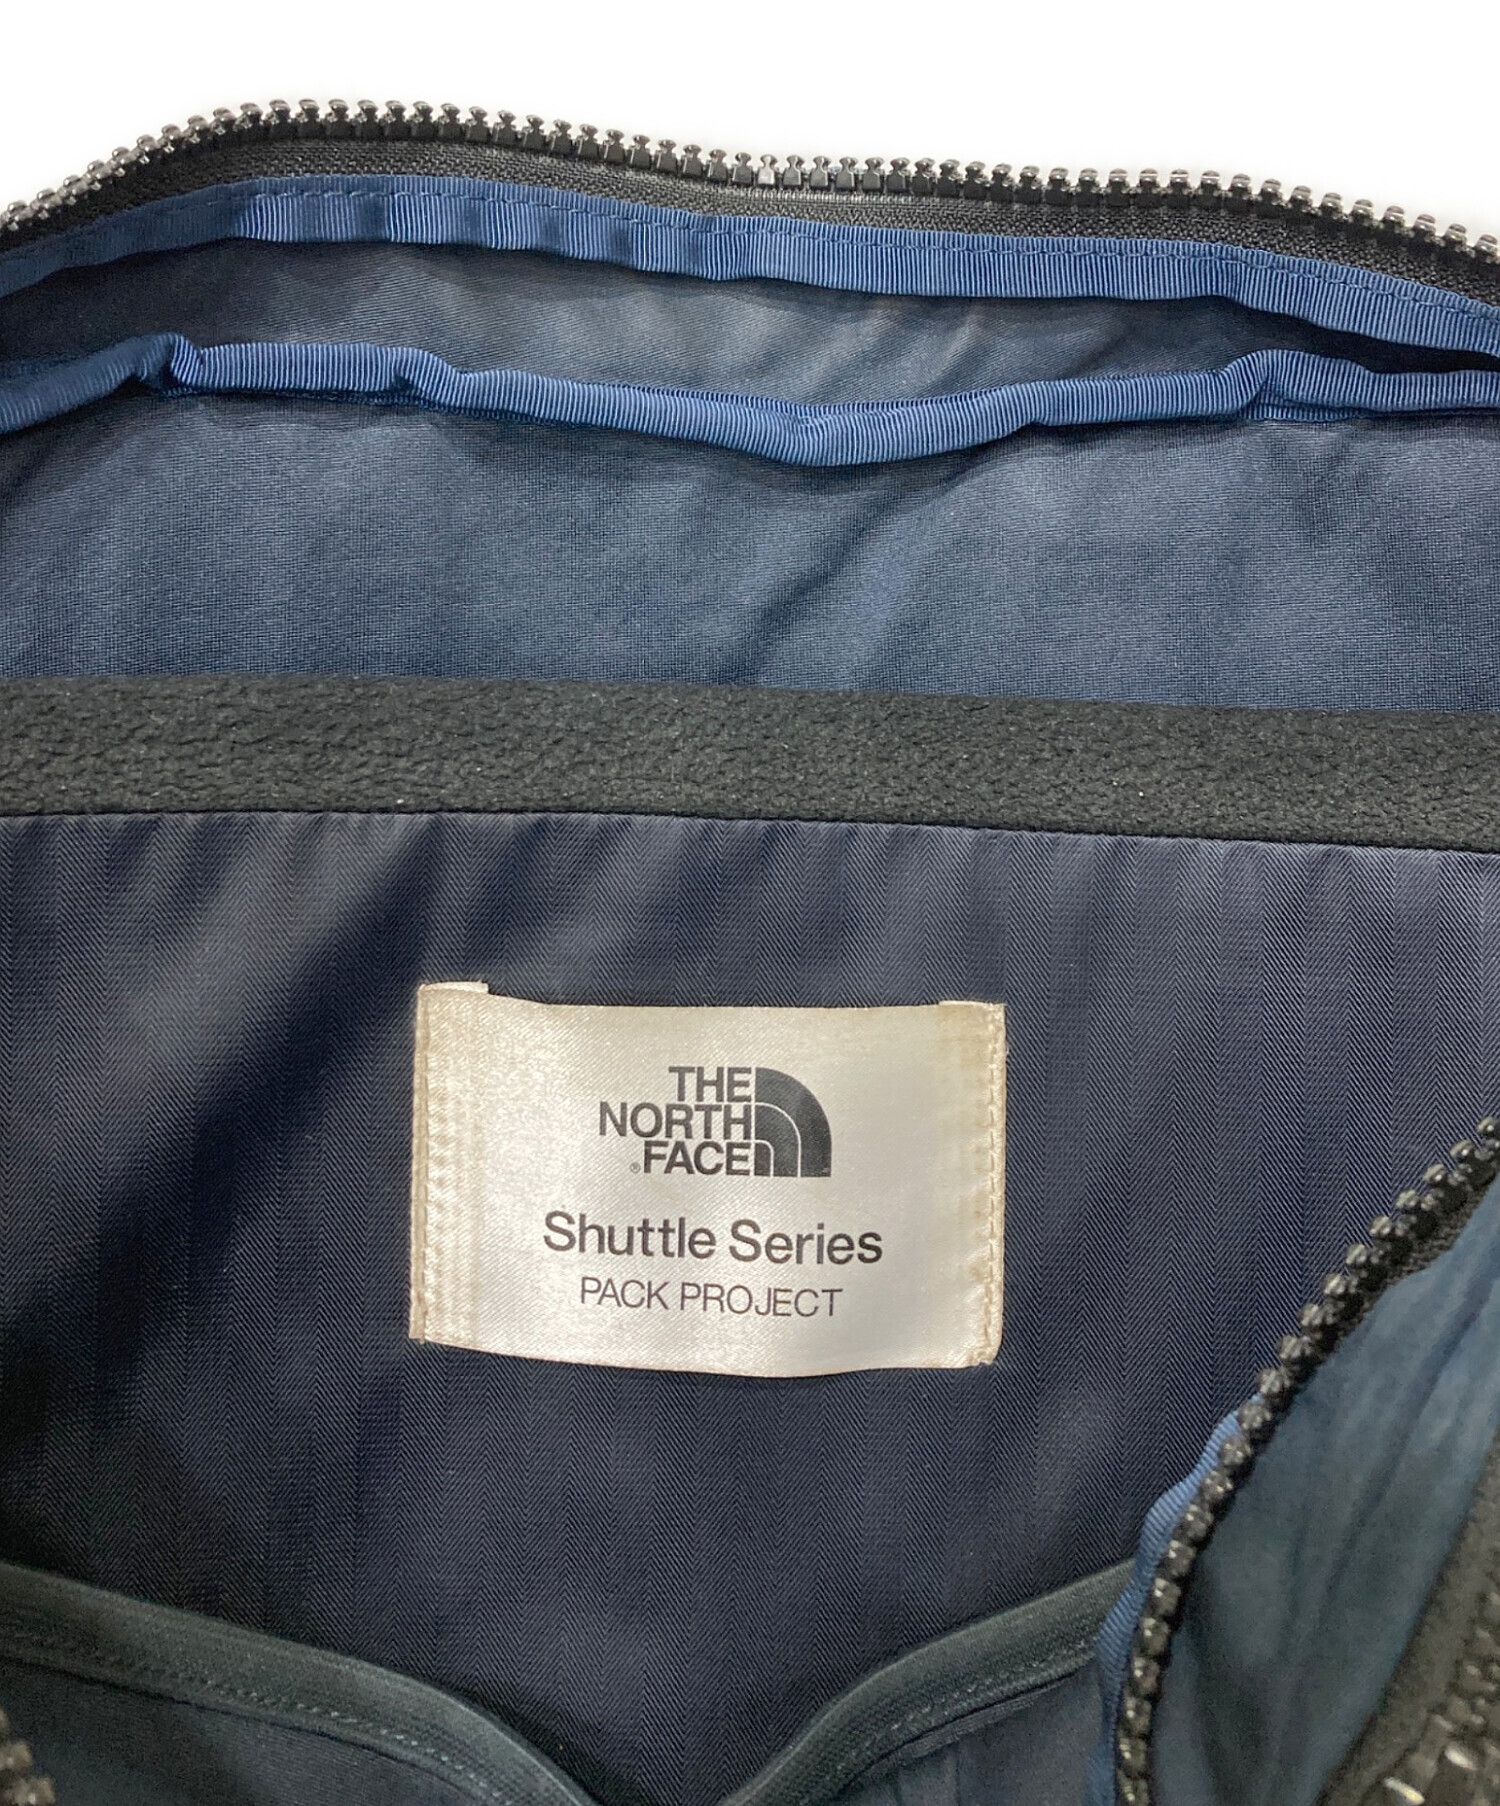 THE
NORTH
®FACE
Shuttle Series
PACK PROJECT